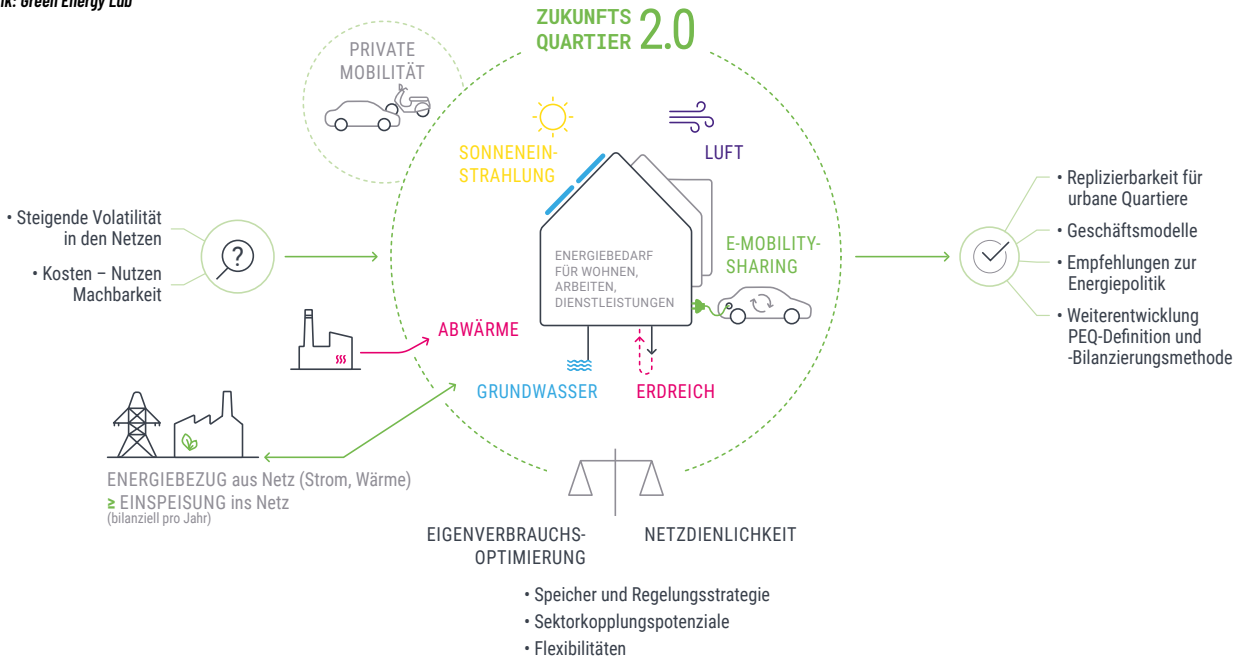 Green Energy Lab
ZUKUNFTS
QUARTIER 2.0
PRIVATE
MOBILITÄT
SONNENEIN-
STRAHLUNG
LUFT
• Steigende Volatilität
in den Netzen
• Kosten – Nutzen
Machbarkeit
?
ENERGIEBEDARF
FÜR WOHNEN,
ARBEITEN,
DIENSTLEISTUNGEN
E-MOBILITY-
SHARING
• Replizierbarkeit für
urbane Quartiere
• Geschäftsmodelle
• Empfehlungen zur
Energiepolitik
• Weiterentwicklung
PEQ-Definition und
-Bilanzierungsmethode
ABWÄRME
GRUNDWASSER
ERDREICH
ENERGIEBEZUG aus Netz (Strom, Wärme)
≥ EINSPEISUNG ins Netz
(bilanziell pro Jahr)
EIGENVERBRAUCHS-
OPTIMIERUNG
NETZDIENLICHKEIT
• Speicher und Regelungsstrategie
• Sektorkopplungspotenziale
• Flexibilitäten